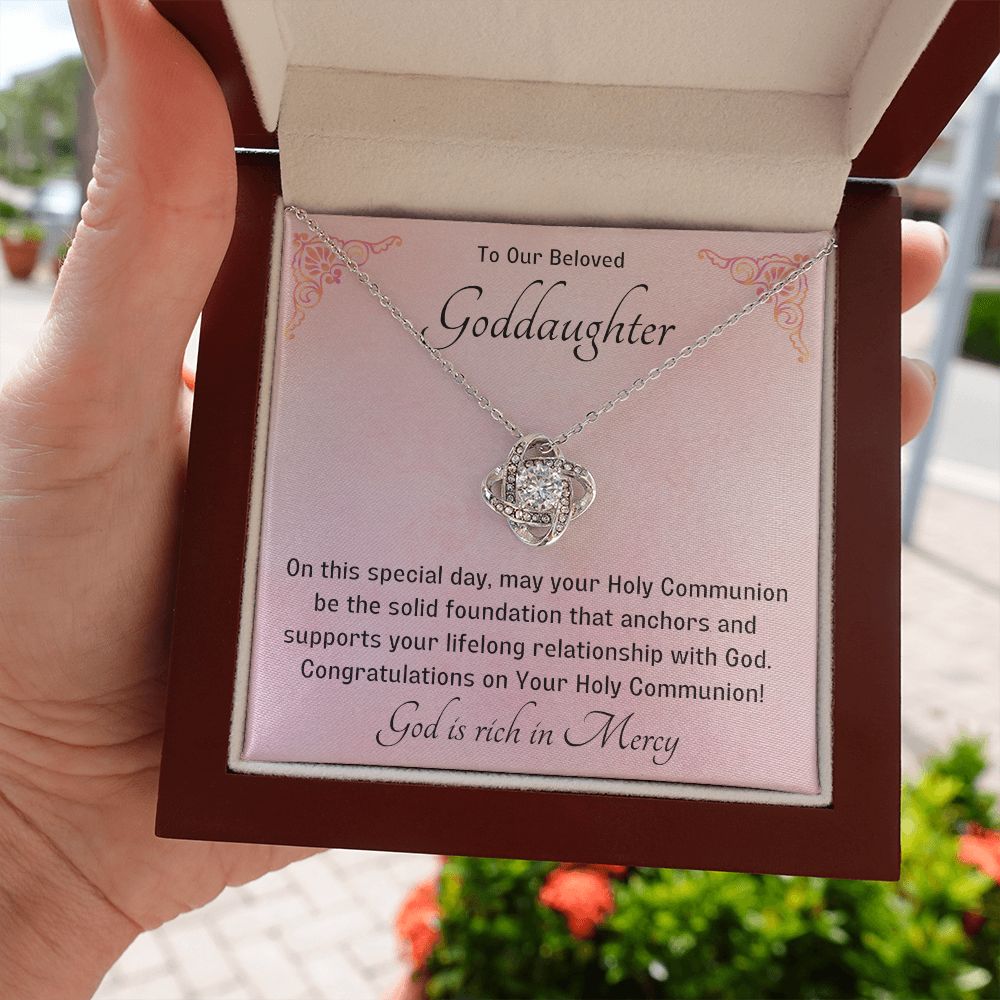 To Our Beloved
Goddaughter
On this special day, may your Holy Communion
be the solid foundation that anchors and
supports your lifelong relationship with God.
Congratulations on Your Holy Communion!
God is rich in Mercy